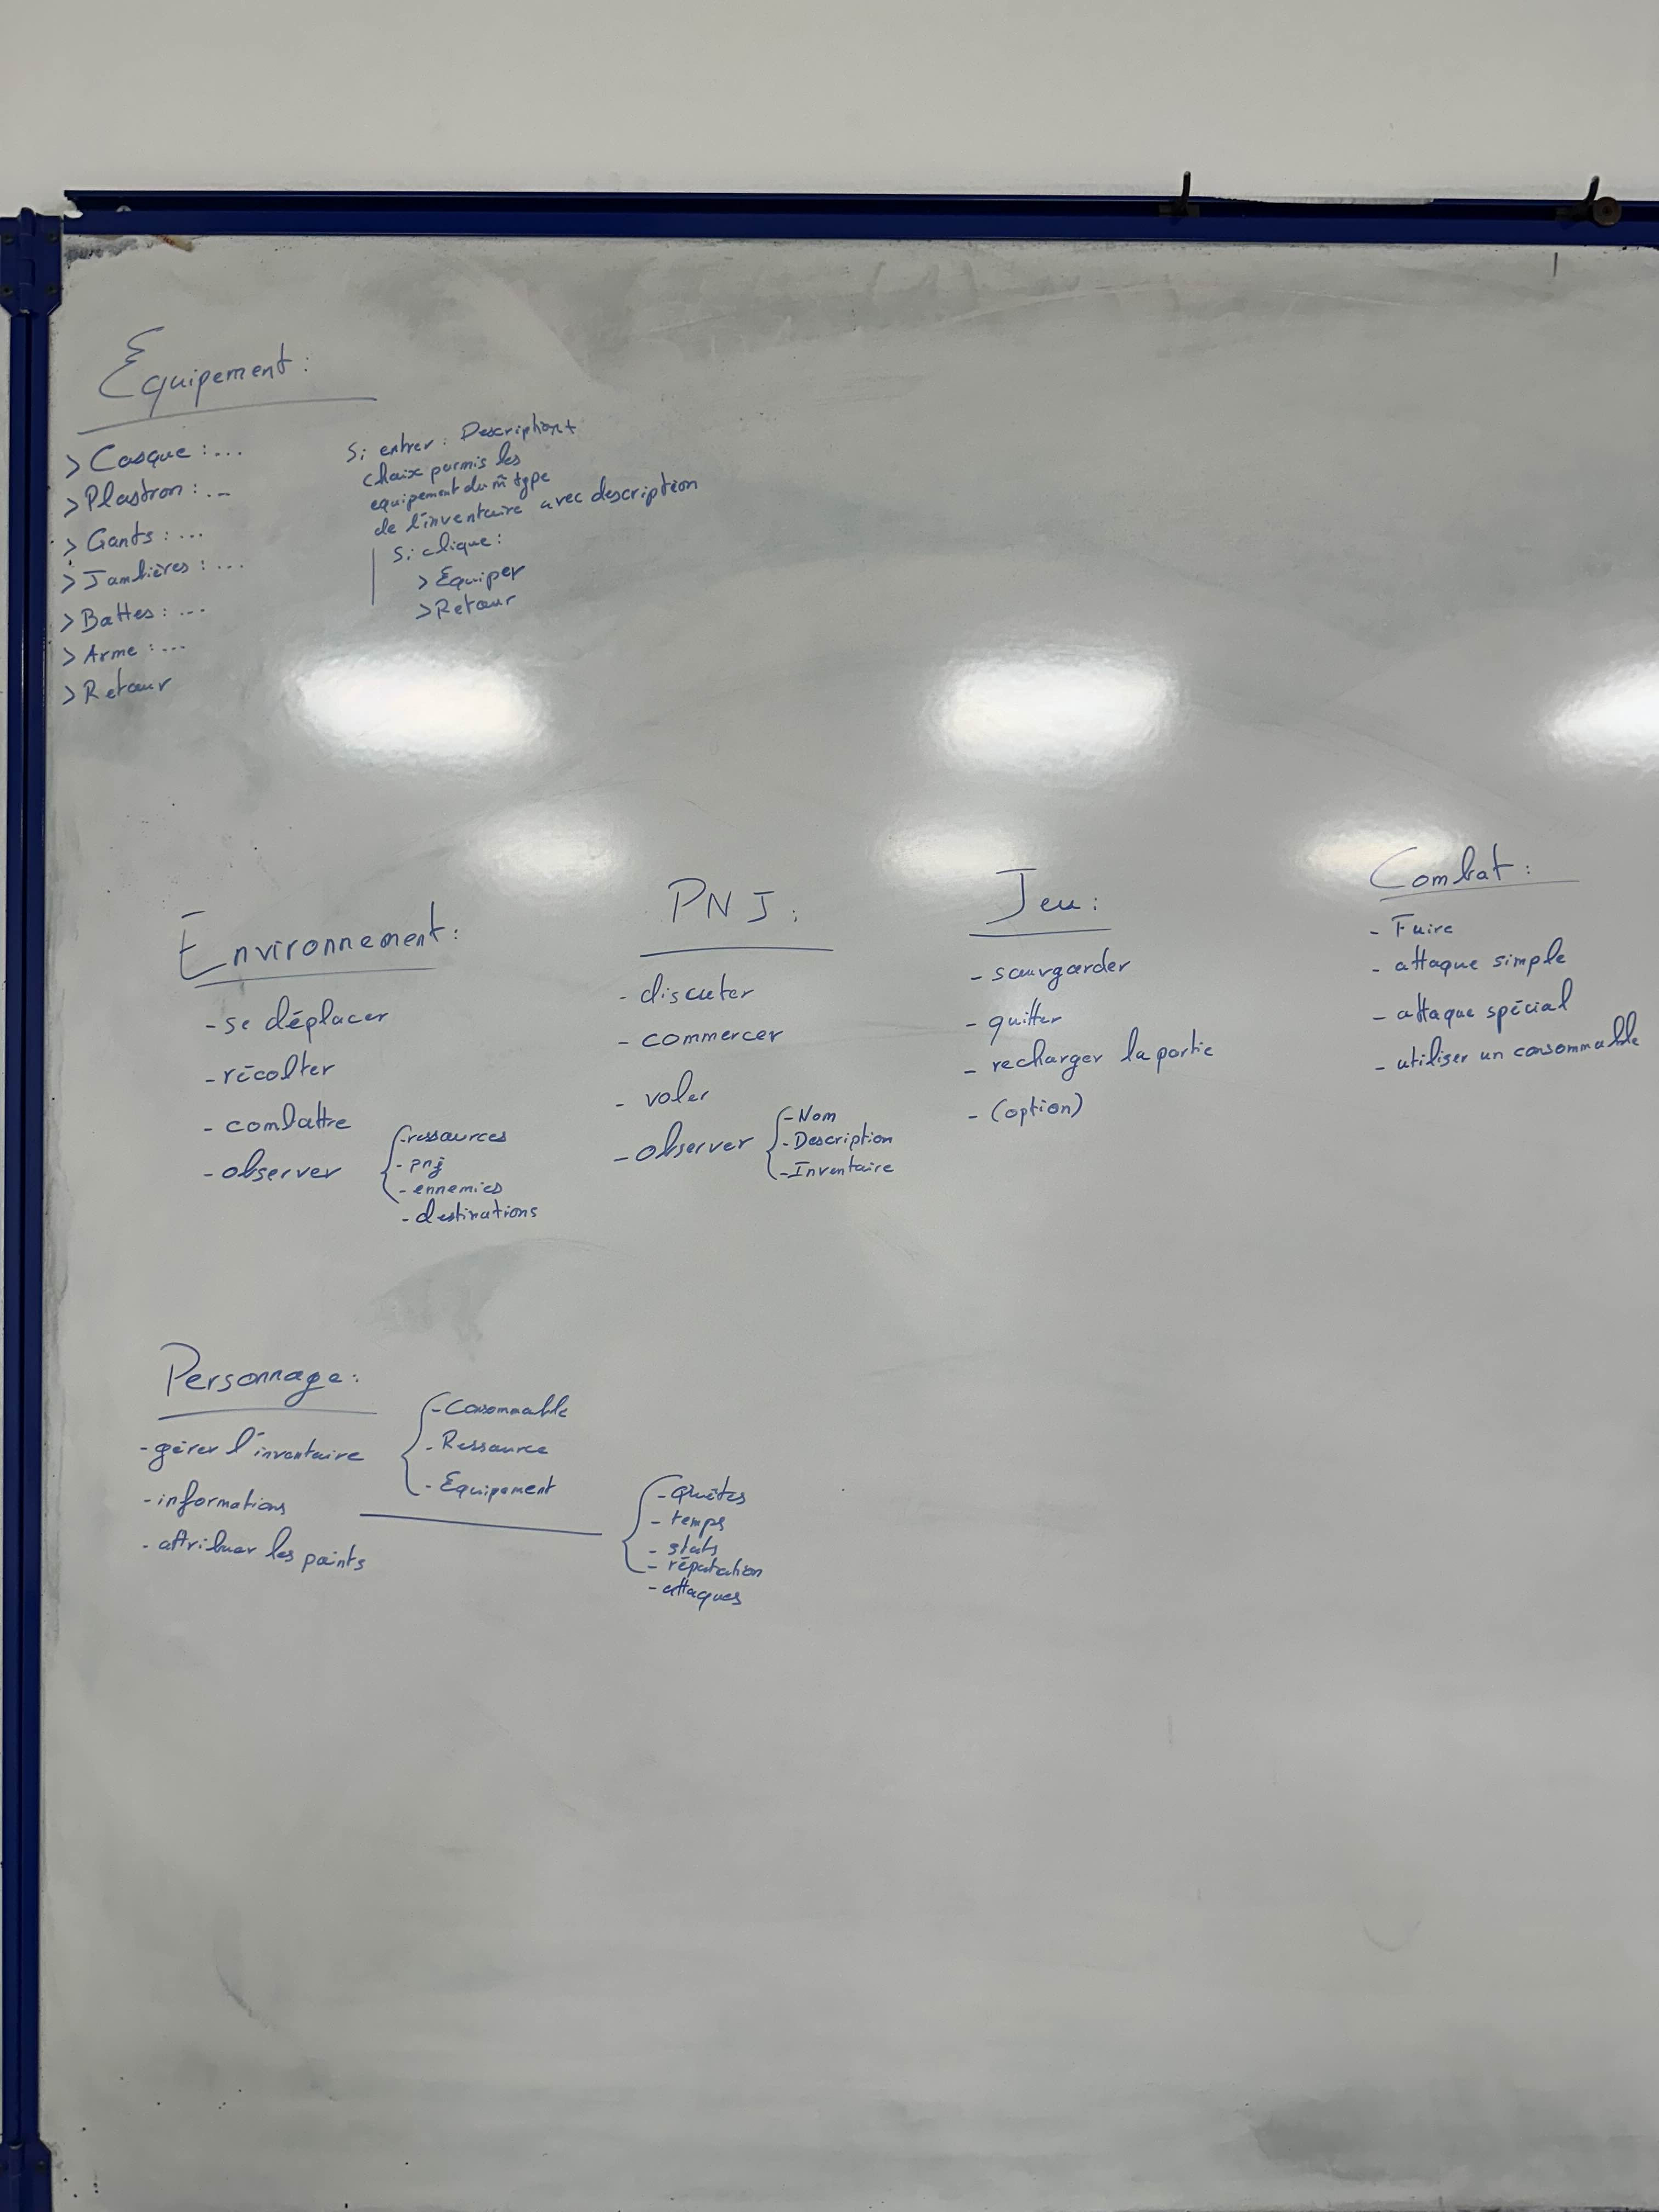 Equipement :
> Casque : ...
> Plastron : ...
> Gants : ...
> Jambières : ...
> Bottes : ...
> Arme : ...
> Retour
Si entrer : Description +
choix parmis les
equipement du m̂ type
de l'inventaire avec description
Si clique :
> Equiper
> Retour
Environnement :
- se déplacer
- récolter
- combattre
- observer
- ressources
- pnj
- ennemies
- destinations
PNJ :
- discuter
- commercer
- voler
- observer
- Nom
- Description
- Inventaire
Jeu :
- sauvgarder
- quitter
- recharger la partie
- (option)
Combat :
- Fuire
- attaque simple
- attaque spécial
- utiliser un consommable
Personnage :
- gérer l'inventaire
- informations
- attribuer les points
- Consommable
- Ressource
- Equipement
- Quêtes
- temps
- stats
- réputation
- attaques